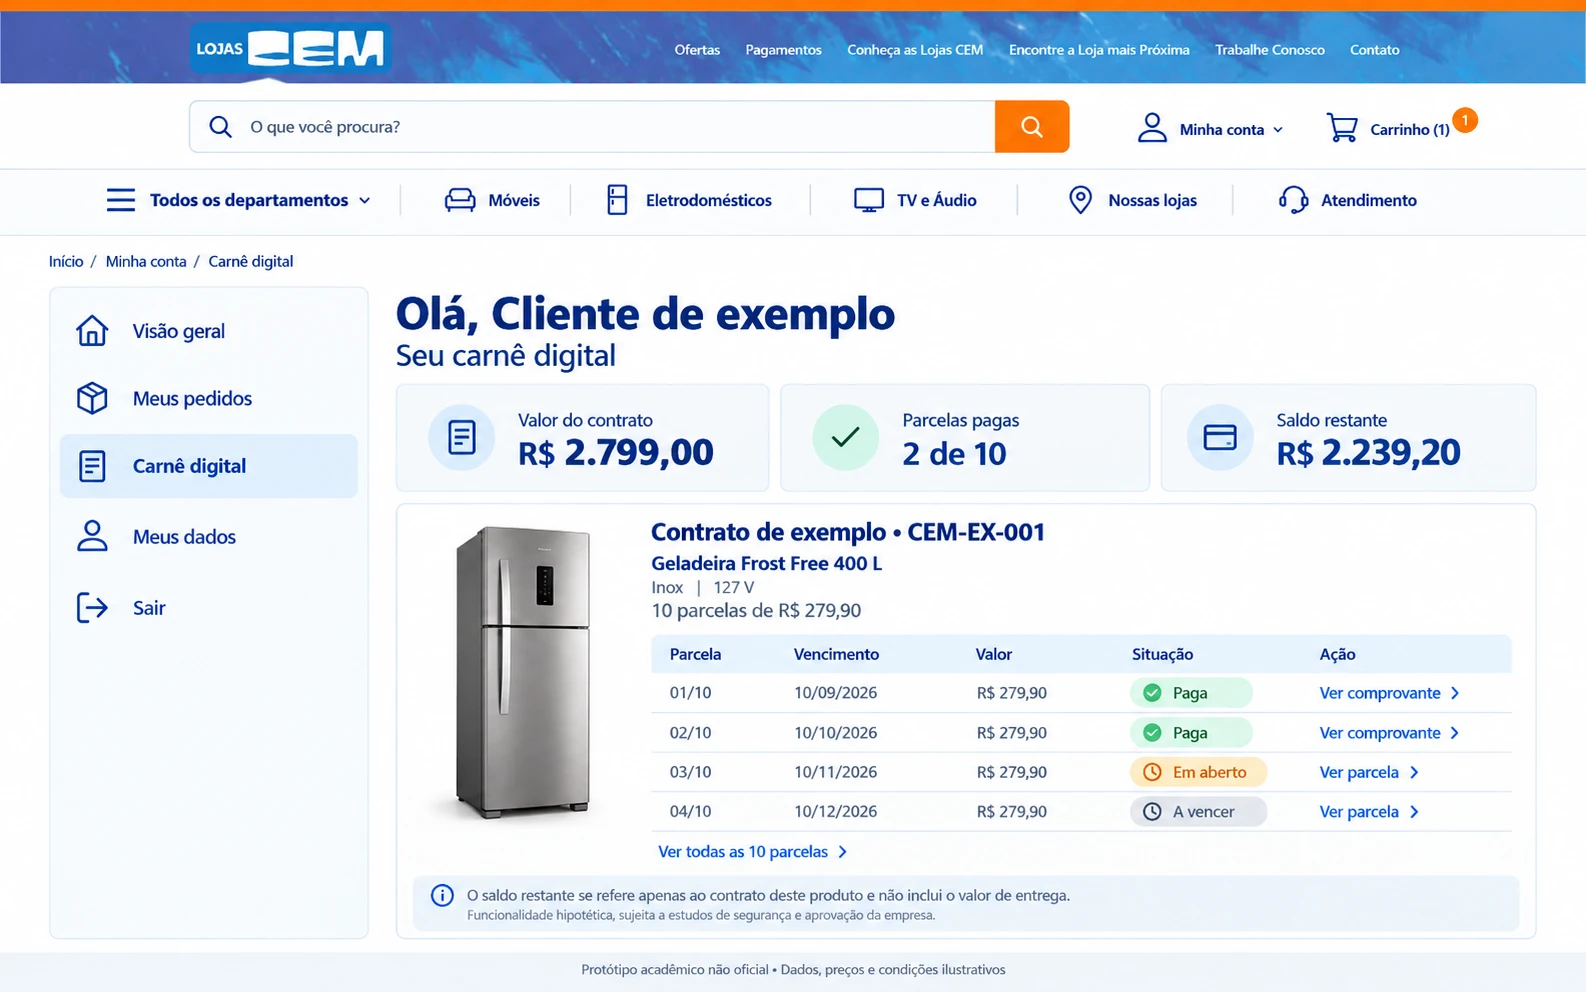 LOJAS CEM
Ofertas
Pagamentos
Conheça as Lojas CEM
Encontre a Loja mais Próxima
Trabalhe Conosco
Contato
O que você procura?
Minha conta
Carrinho (1)
1
Todos os departamentos
Móveis
Eletrodomésticos
TV e Áudio
Nossas lojas
Atendimento
Início / Minha conta / Carnê digital
Visão geral
Meus pedidos
Carnê digital
Meus dados
Sair
Olá, Cliente de exemplo
Seu carnê digital
Valor do contrato
R$ 2.799,00
Parcelas pagas
2 de 10
Saldo restante
R$ 2.239,20
Contrato de exemplo • CEM-EX-001
Geladeira Frost Free 400 L
Inox | 127 V
10 parcelas de R$ 279,90
Parcela Vencimento Valor Situação Ação
01/10 10/09/2026 R$ 279,90 Paga Ver comprovante
02/10 10/10/2026 R$ 279,90 Paga Ver comprovante
03/10 10/11/2026 R$ 279,90 Em aberto Ver parcela
04/10 10/12/2026 R$ 279,90 A vencer Ver parcela
Ver todas as 10 parcelas
O saldo restante se refere apenas ao contrato deste produto e não inclui o valor de entrega.
Funcionalidade hipotética, sujeita a estudos de segurança e aprovação da empresa.
Protótipo acadêmico não oficial • Dados, preços e condições ilustrativos